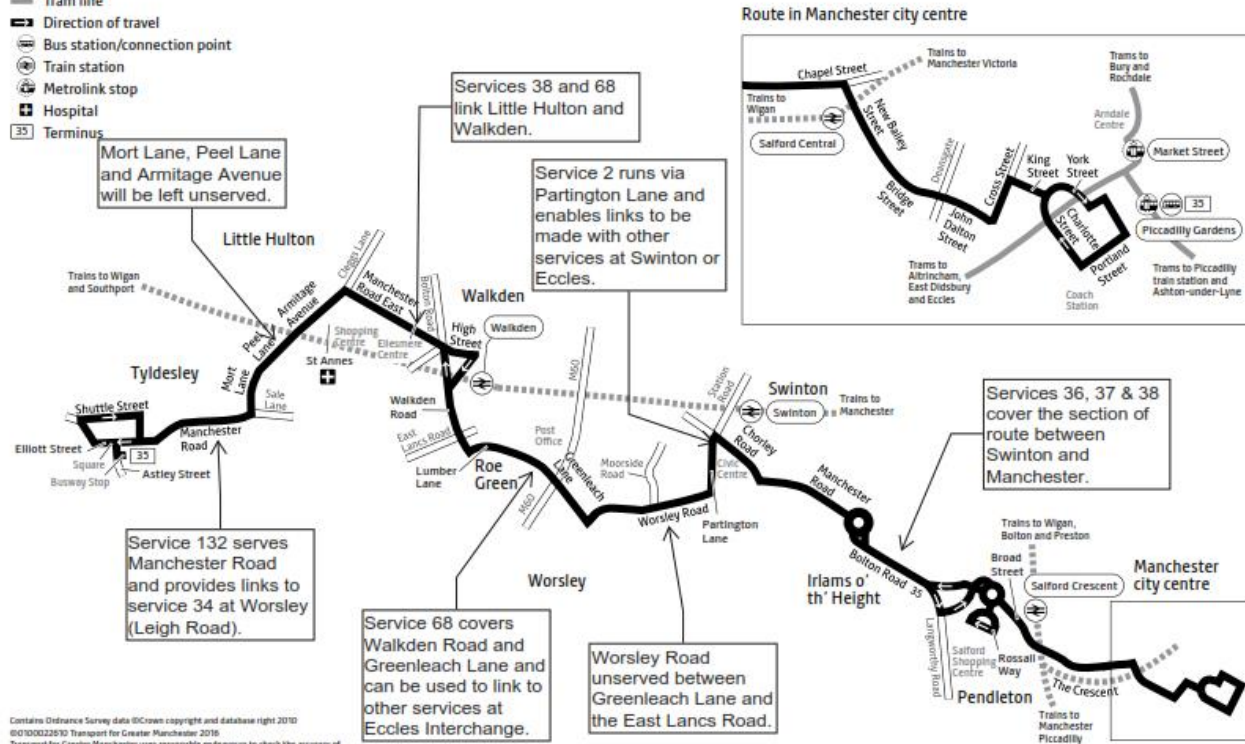 Tram line
Direction of travel
Bus station/connection point
Train station
Metrolink stop
Hospital
35 Terminus
Mort Lane, Peel Lane
and Armitage Avenue
will be left unserved.
Services 38 and 68
link Little Hulton and
Walkden.
Service 2 runs via
Partington Lane and
enables links to be
made with other
services at Swinton or
Eccles.
Route in Manchester city centre
Chapel Street
Trains to
Manchester Victoria
Trains to
Wigan
Salford Central
New Bailey
Street
Bridge
Street
Deansgate
John
Dalton
Street
Cross Street
King
Street
York
Street
Charlotte
Street
Portland
Street
Trams to
Bury and
Rochdale
Arndale
Centre
Market Street
35
Piccadilly Gardens
Trams to
Altrincham,
East Didsbury
and Eccles
Coach
Station
Trams to Piccadilly
train station and
Ashton-under-Lyne
Little Hulton
Trains to Wigan
and Southport
Cleggs Lane
Armitage
Avenue
Peel
Lane
Mort
Lane
Manchester
Road East
Shopping
Centre
Ellesmere
Centre
St Annes
Bolton Road
Walkden
High
Street
Walkden
Tyldesley
Shuttle Street
Sale
Lane
Manchester
Road
Elliott Street
Square
Busway Stop
35
Astley Street
Walkden
Road
East
Lancs Road
Lumber
Lane
Roe
Green
Post
Office
M60
M60
Greenleach
Lane
Moorside
Road
Worsley Road
Station
Road
Swinton
Swinton
Trains to
Manchester
Chorley
Road
Civic
Centre
Partington
Lane
Manchester
Road
Services 36, 37 & 38
cover the section of
route between
Swinton and
Manchester.
Service 132 serves
Manchester Road
and provides links to
service 34 at Worsley
(Leigh Road).
Worsley
Service 68 covers
Walkden Road and
Greenleach Lane and
can be used to link to
other services at
Eccles Interchange.
Worsley Road
unserved between
Greenleach Lane and
the East Lancs Road.
Irlams o'
th' Height
Bolton Road 35
Langworthy Road
Salford
Shopping
Centre
Rossall
Way
Pendleton
Broad
Street
Trains to Wigan,
Bolton and Preston
Salford Crescent
Manchester
city centre
The Crescent
Trains to
Manchester
Piccadilly
Contains Ordnance Survey data ©Crown copyright and database right 2010
©0100022610 Transport for Greater Manchester 2016